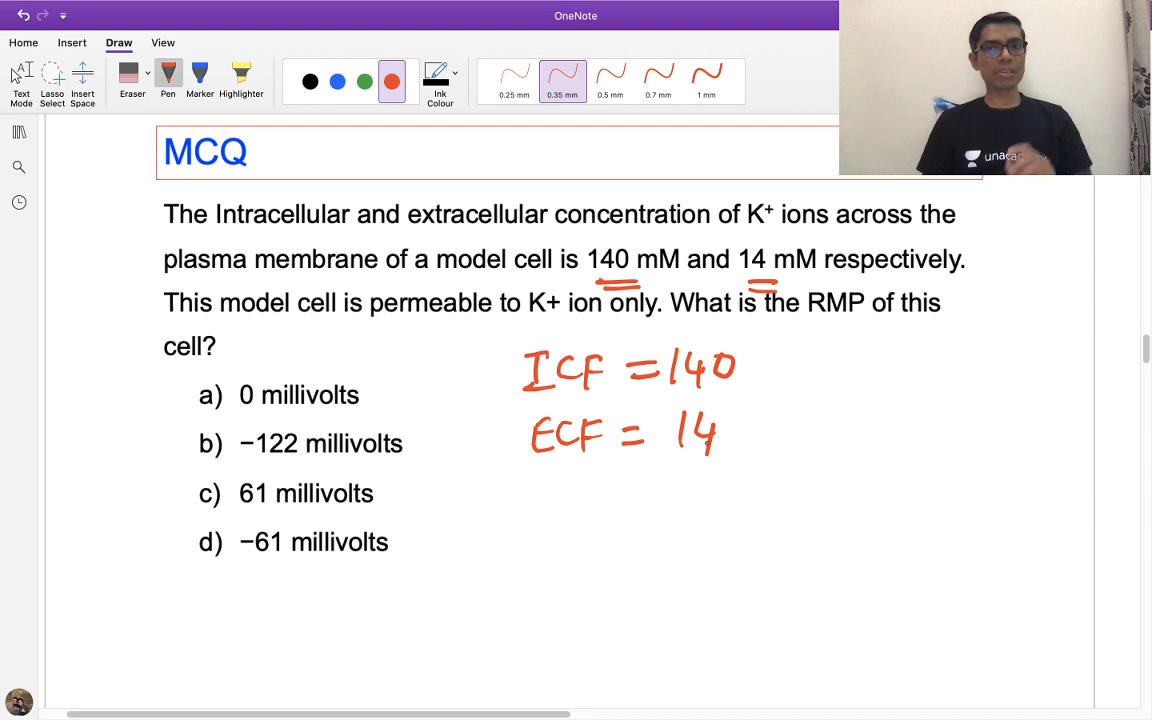 OneNote
Home Insert Draw View
Text Mode Lasso Select Insert Space Eraser Pen Marker Highlighter Ink Colour 0.25 mm 0.35 mm 0.5 mm 0.7 mm 1 mm
MCQ
The Intracellular and extracellular concentration of K⁺ ions across the
plasma membrane of a model cell is 140 mM and 14 mM respectively.
This model cell is permeable to K+ ion only. What is the RMP of this
cell?
ICF = 140
a) 0 millivolts
ECF = 14
b) −122 millivolts
c) 61 millivolts
d) −61 millivolts